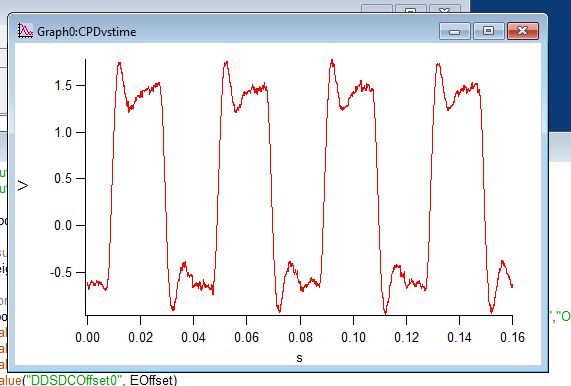 Graph0:CPDvstime
1.5
1.0
0.5
0.0
-0.5
V
0.00 0.02 0.04 0.06 0.08 0.10 0.12 0.14 0.16
s
","O
alue("DDSDCOffset0", EOffset)